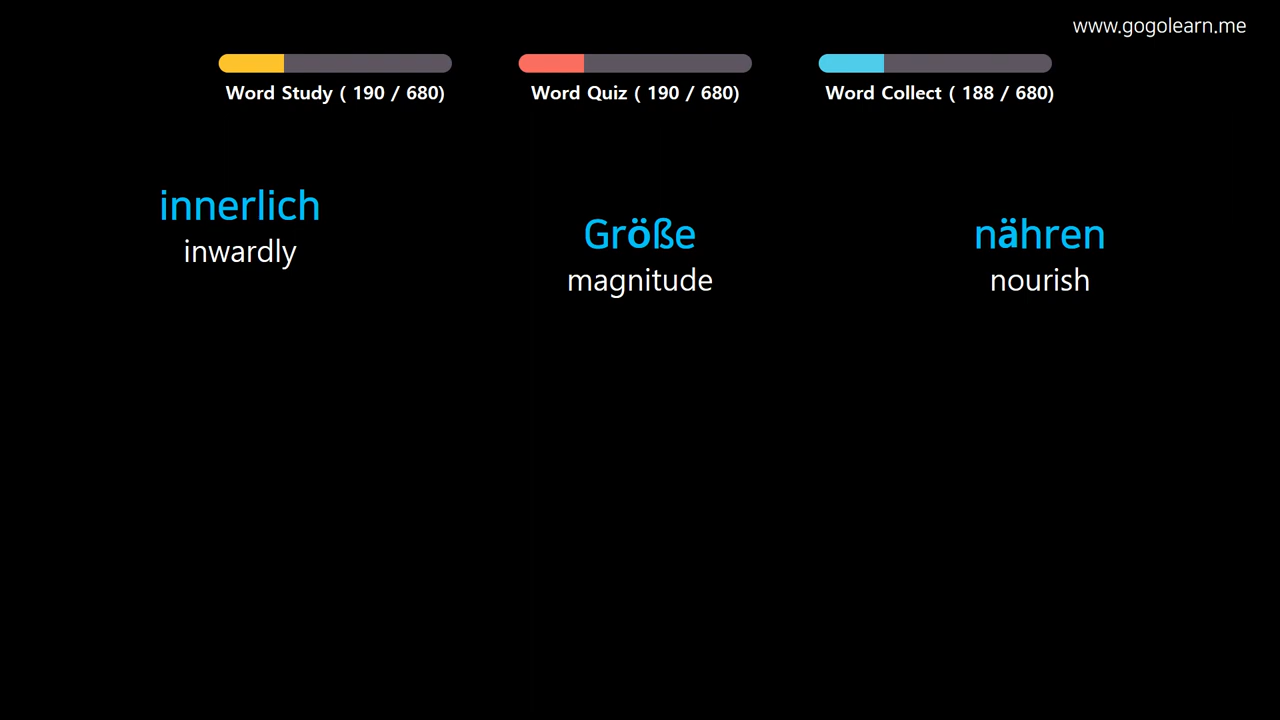 www.gogolearn.me
Word Study ( 190 / 680)
Word Quiz ( 190 / 680)
Word Collect ( 188 / 680)
innerlich
inwardly
Größe
magnitude
nähren
nourish